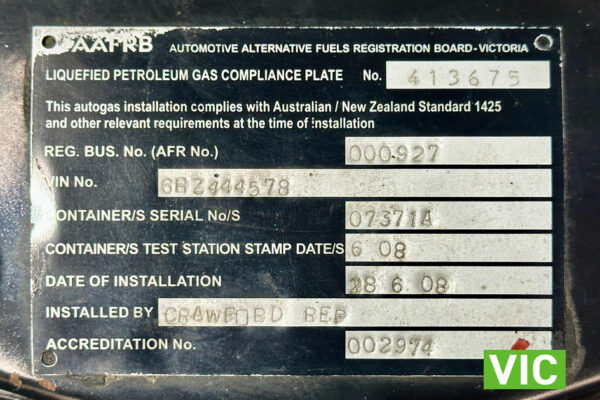 AAFRB AUTOMOTIVE ALTERNATIVE FUELS REGISTRATION BOARD-VICTORIA
LIQUEFIED PETROLEUM GAS COMPLIANCE PLATE No. 413675
This autogas installation complies with Australian / New Zealand Standard 1425
and other relevant requirements at the time of installation
REG. BUS. No. (AFR No.) 000927
VIN No. 6HZ444578
CONTAINER/S SERIAL No/S 07371A
CONTAINER/S TEST STATION STAMP DATE/S 6 08
DATE OF INSTALLATION 28 6 08
INSTALLED BY CRAWFORD REP
ACCREDITATION No. 002974
VIC